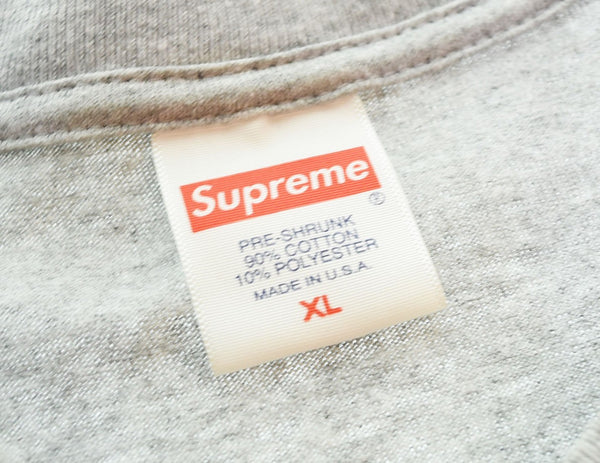 Supreme
®
PRE-SHRUNK
90% COTTON
10% POLYESTER
MADE IN U.S.A.
XL